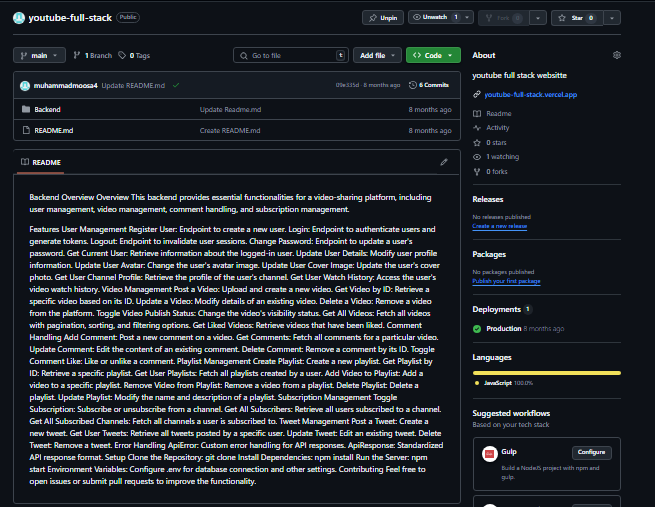 youtube-full-stack Public
Unpin
Unwatch 1
Fork 0
Star 0
main
1 Branch
0 Tags
Go to file t
Add file
Code
muhammadmoosa4 Update README.md
8 months ago
6 Commits
Backend Update Readme.md 8 months ago
README.md Create README.md 8 months ago
README
Backend Overview Overview This backend provides essential functionalities for a video-sharing platform, including
user management, video management, comment handling, and subscription management.
Features User Management Register User: Endpoint to create a new user. Login: Endpoint to authenticate users and
generate tokens. Logout: Endpoint to invalidate user sessions. Change Password: Endpoint to update a user's
password. Get Current User: Retrieve information about the logged-in user. Update User Details: Modify user profile
information. Update User Avatar: Change the user's avatar image. Update User Cover Image: Update the user's cover
photo. Get User Channel Profile: Retrieve the profile of the user's channel. Get User Watch History: Access the user's
video watch history. Video Management Post a Video: Upload and create a new video. Get Video by ID: Retrieve a
specific video based on its ID. Update a Video: Modify details of an existing video. Delete a Video: Remove a video
from the platform. Toggle Video Publish Status: Change the video's visibility status. Get All Videos: Fetch all videos
with pagination, sorting, and filtering options. Get Liked Videos: Retrieve videos that have been liked. Comment
Handling Add Comment: Post a new comment on a video. Get Comments: Fetch all comments for a particular video.
Update Comment: Edit the content of an existing comment. Delete Comment: Remove a comment by its ID. Toggle
Comment Like: Like or unlike a comment. Playlist Management Create Playlist: Create a new playlist. Get Playlist by
ID: Retrieve a specific playlist. Get User Playlists: Fetch all playlists created by a user. Add Video to Playlist: Add a
video to a specific playlist. Remove Video from Playlist: Remove a video from a playlist. Delete Playlist: Delete a
playlist. Update Playlist: Modify the name and description of a playlist. Subscription Management Toggle
Subscription: Subscribe or unsubscribe from a channel. Get All Subscribers: Retrieve all users subscribed to a channel.
Get All Subscribed Channels: Fetch all channels a user is subscribed to. Tweet Management Post a Tweet: Create a
new tweet. Get User Tweets: Retrieve all tweets posted by a specific user. Update Tweet: Edit an existing tweet. Delete
Tweet: Remove a tweet. Error Handling ApiError: Custom error handling for API responses. ApiResponse: Standardized
API response format. Setup Clone the Repository: git clone Install Dependencies: npm install Run the Server: npm
start Environment Variables: Configure .env for database connection and other settings. Contributing Feel free to
open issues or submit pull requests to improve the functionality.
About
youtube full stack websitte
youtube-full-stack.vercel.app
Readme
Activity
0 stars
1 watching
0 forks
Releases
No releases published
Create a new release
Packages
No packages published
Publish your first package
Deployments 1
Production 8 months ago
Languages
JavaScript 100.0%
Suggested workflows
Based on your tech stack
Gulp
Configure
Build a NodeJS project with npm and
gulp.